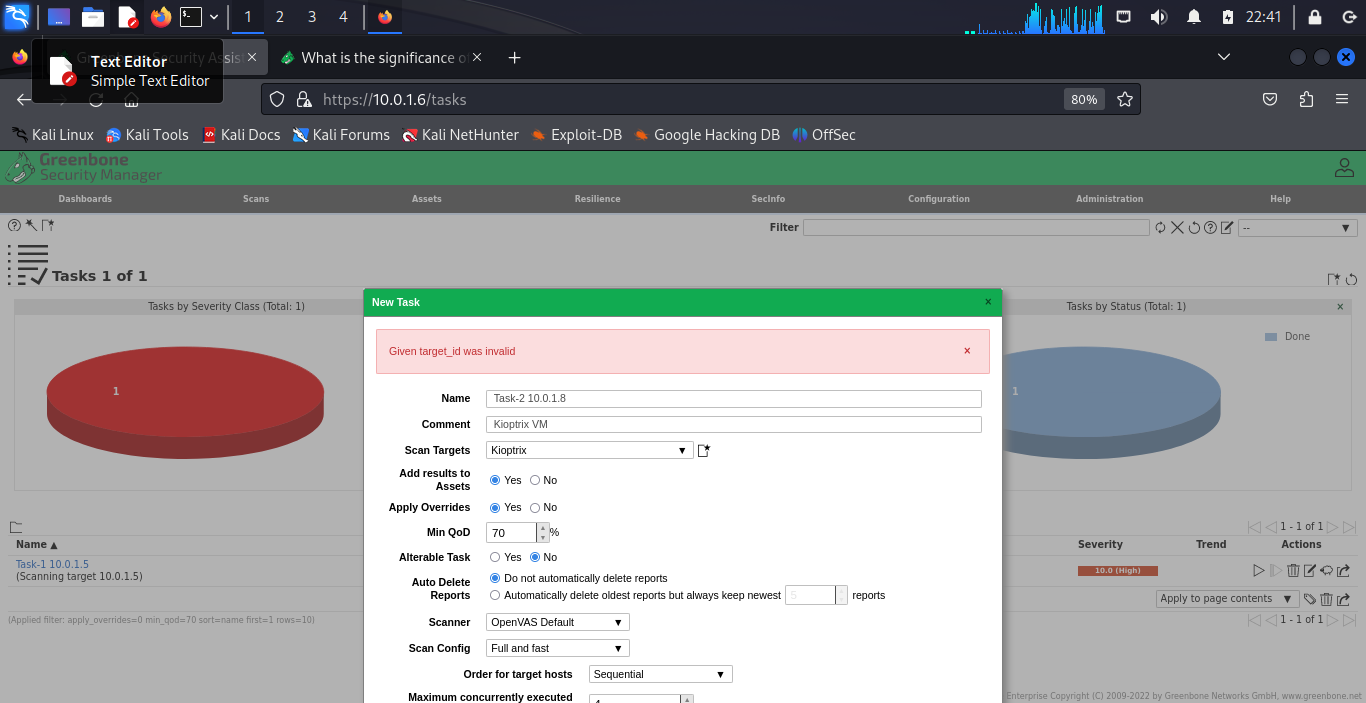 1
2
3
4
22:41
Greenbone Security Assis
What is the significance o
Text Editor
Simple Text Editor
https://10.0.1.6/tasks
80%
Kali Linux
Kali Tools
Kali Docs
Kali Forums
Kali NetHunter
Exploit-DB
Google Hacking DB
OffSec
Greenbone
Security Manager
Dashboards
Scans
Assets
Resilience
SecInfo
Configuration
Administration
Help
Filter
--
Tasks 1 of 1
Tasks by Severity Class (Total: 1)
1
Tasks by Status (Total: 1)
Done
1
New Task
Given target_id was invalid
Name
Task-2 10.0.1.8
Comment
Kioptrix VM
Scan Targets
Kioptrix
Add results to
Assets
Yes
No
Apply Overrides
Yes
No
Min QoD
70
%
Alterable Task
Yes
No
Auto Delete
Reports
Do not automatically delete reports
Automatically delete oldest reports but always keep newest
5
reports
Scanner
OpenVAS Default
Scan Config
Full and fast
Order for target hosts
Sequential
Maximum concurrently executed
4
1 - 1 of 1
Name
Severity
Trend
Actions
Task-1 10.0.1.5
(Scanning target 10.0.1.5)
10.0 (High)
Apply to page contents
(Applied filter: apply_overrides=0 min_qod=70 sort=name first=1 rows=10)
1 - 1 of 1
Enterprise Copyright (C) 2009-2022 by Greenbone Networks GmbH, www.greenbone.net